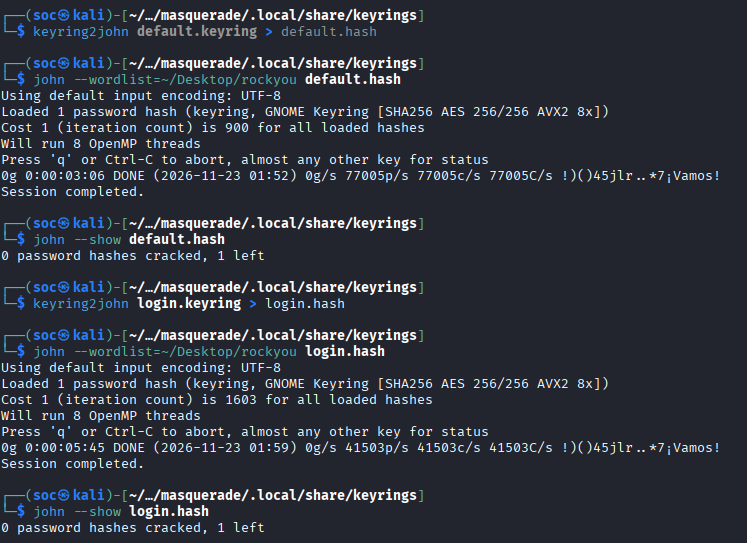 ┌──(soc㉿kali)-[~/…/masquerade/.local/share/keyrings]
└─$ keyring2john default.keyring > default.hash
┌──(soc㉿kali)-[~/…/masquerade/.local/share/keyrings]
└─$ john --wordlist=~/Desktop/rockyou default.hash
Using default input encoding: UTF-8
Loaded 1 password hash (keyring, GNOME Keyring [SHA256 AES 256/256 AVX2 8x])
Cost 1 (iteration count) is 900 for all loaded hashes
Will run 8 OpenMP threads
Press 'q' or Ctrl-C to abort, almost any other key for status
0g 0:00:03:06 DONE (2026-11-23 01:52) 0g/s 77005p/s 77005c/s 77005C/s !)()45jlr..*7¡Vamos!
Session completed.
┌──(soc㉿kali)-[~/…/masquerade/.local/share/keyrings]
└─$ john --show default.hash
0 password hashes cracked, 1 left
┌──(soc㉿kali)-[~/…/masquerade/.local/share/keyrings]
└─$ keyring2john login.keyring > login.hash
┌──(soc㉿kali)-[~/…/masquerade/.local/share/keyrings]
└─$ john --wordlist=~/Desktop/rockyou login.hash
Using default input encoding: UTF-8
Loaded 1 password hash (keyring, GNOME Keyring [SHA256 AES 256/256 AVX2 8x])
Cost 1 (iteration count) is 1603 for all loaded hashes
Will run 8 OpenMP threads
Press 'q' or Ctrl-C to abort, almost any other key for status
0g 0:00:05:45 DONE (2026-11-23 01:59) 0g/s 41503p/s 41503c/s 41503C/s !)()45jlr..*7¡Vamos!
Session completed.
┌──(soc㉿kali)-[~/…/masquerade/.local/share/keyrings]
└─$ john --show login.hash
0 password hashes cracked, 1 left